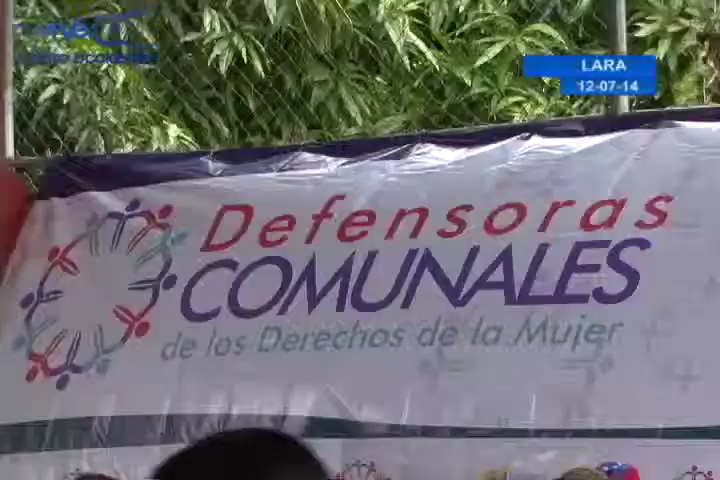 LARA
12-07-14
Defensoras
COMUNALES
de los Derechos de la Mujer